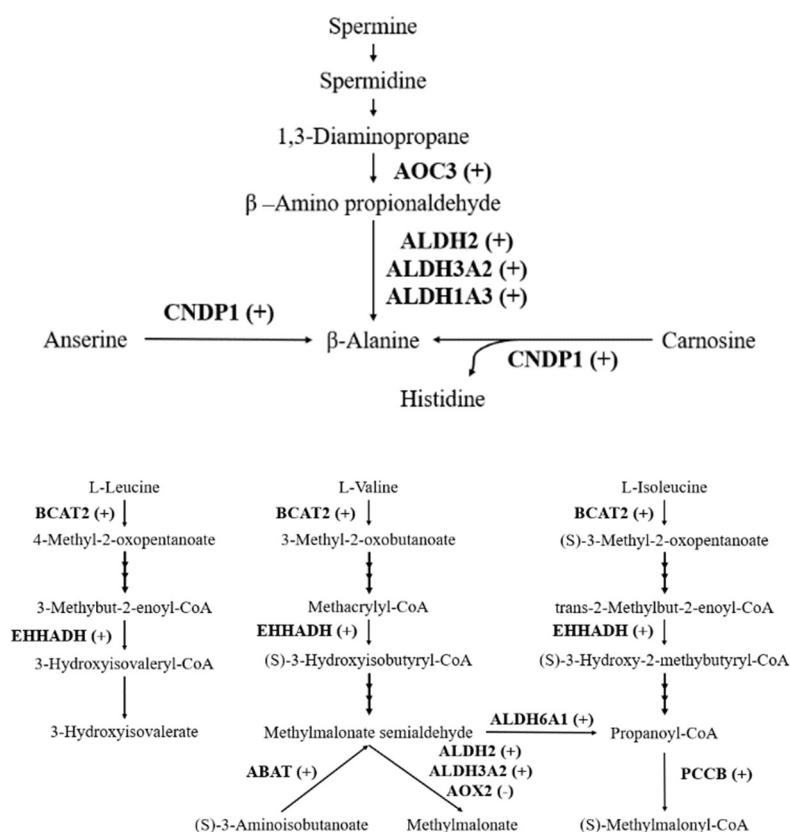 Spermine
Spermidine
1,3-Diaminopropane
AOC3 (+)
β –Amino propionaldehyde
ALDH2 (+)
ALDH3A2 (+)
ALDH1A3 (+)
CNDP1 (+)
Anserine
β-Alanine
Carnosine
CNDP1 (+)
Histidine
L-Leucine
L-Valine
L-Isoleucine
BCAT2 (+)
BCAT2 (+)
BCAT2 (+)
4-Methyl-2-oxopentanoate
3-Methyl-2-oxobutanoate
(S)-3-Methyl-2-oxopentanoate
3-Methybut-2-enoyl-CoA
Methacrylyl-CoA
trans-2-Methylbut-2-enoyl-CoA
EHHADH (+)
EHHADH (+)
EHHADH (+)
3-Hydroxyisovaleryl-CoA
(S)-3-Hydroxyisobutyryl-CoA
(S)-3-Hydroxy-2-methybutyryl-CoA
3-Hydroxyisovalerate
Methylmalonate semialdehyde
ALDH6A1 (+)
Propanoyl-CoA
ALDH2 (+)
ABAT (+)
ALDH3A2 (+)
PCCB (+)
AOX2 (-)
(S)-3-Aminoisobutanoate
Methylmalonate
(S)-Methylmalonyl-CoA